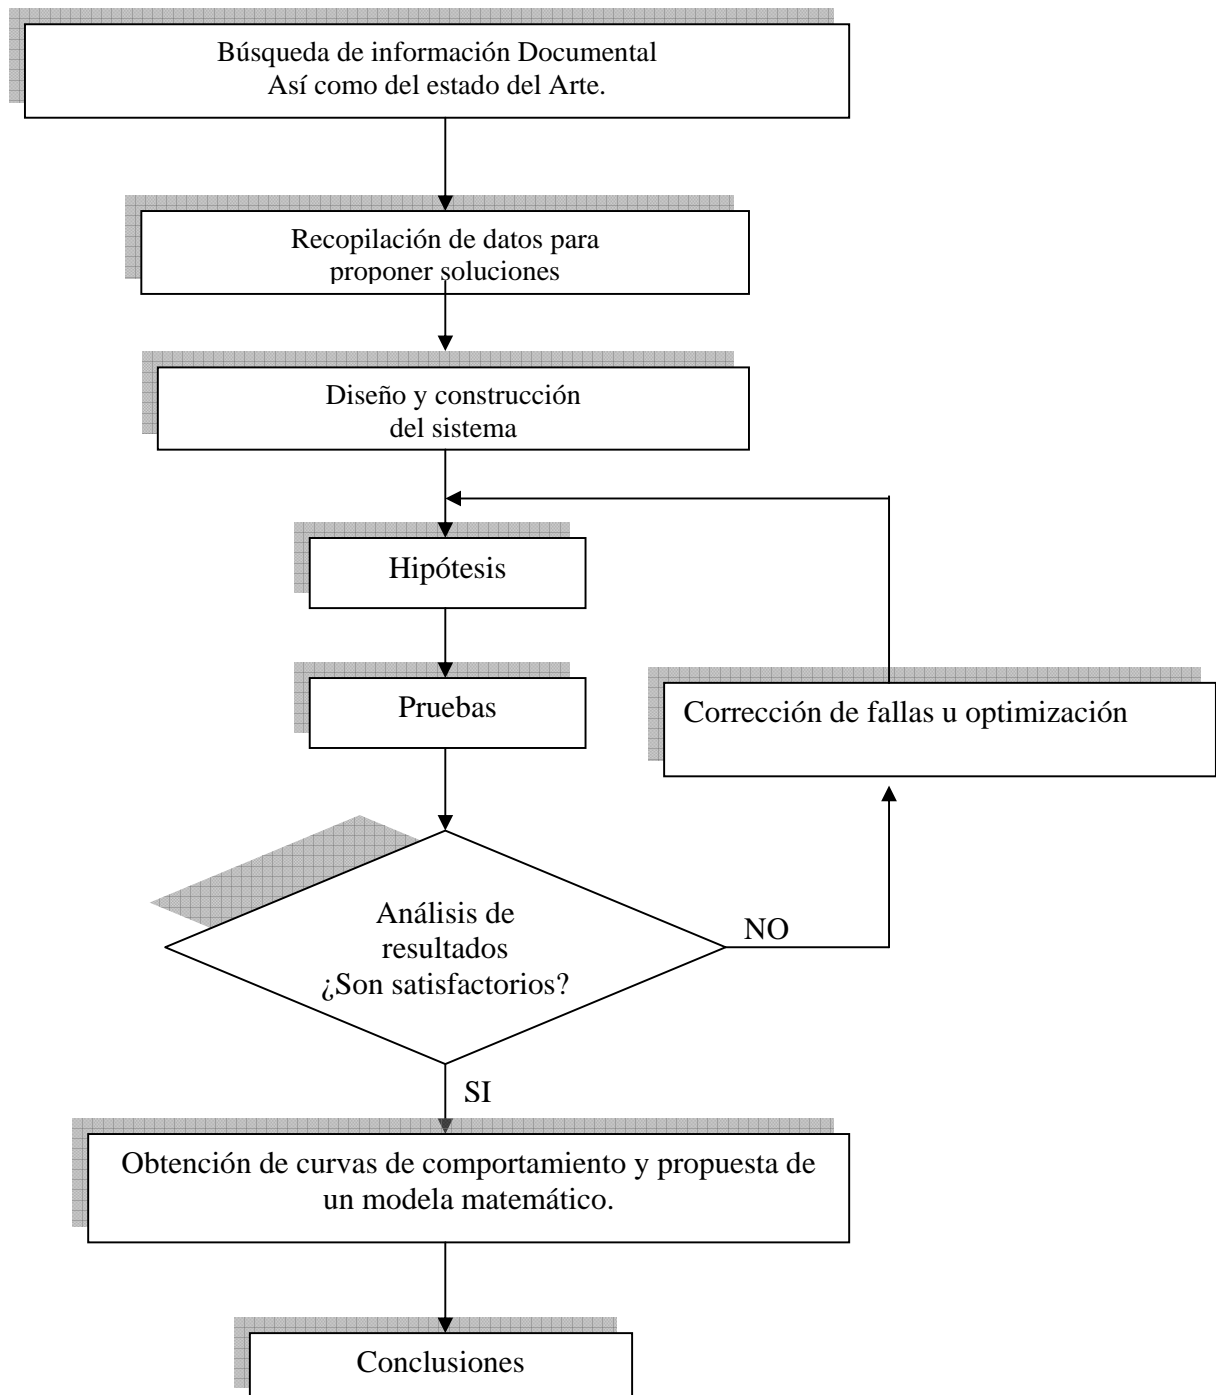 Búsqueda de información Documental
Así como del estado del Arte.
Recopilación de datos para
proponer soluciones
Diseño y construcción
del sistema
Hipótesis
Pruebas
Corrección de fallas u optimización
Análisis de
resultados
¿Son satisfactorios?
NO
SI
Obtención de curvas de comportamiento y propuesta de
un modela matemático.
Conclusiones